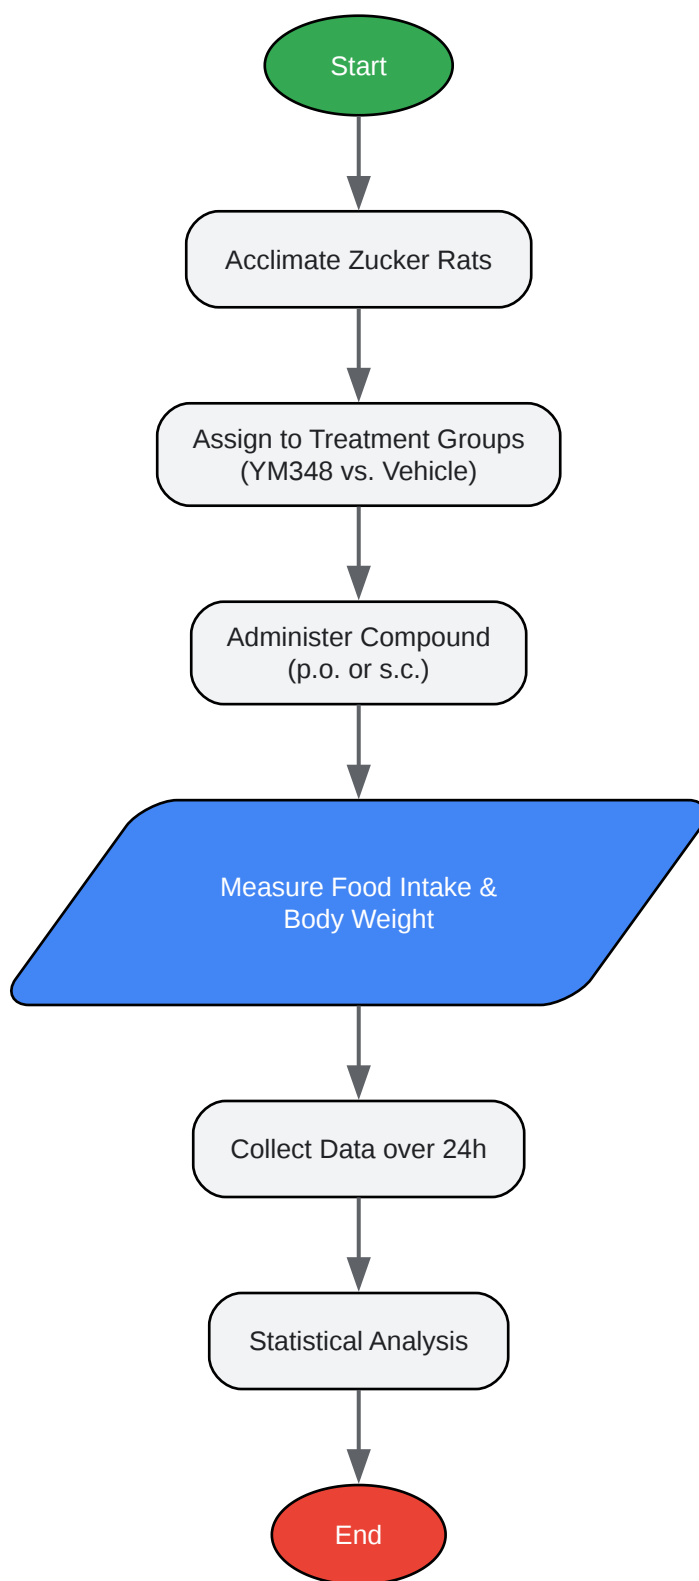 Start
Acclimate Zucker Rats
Assign to Treatment Groups
(YM348 vs. Vehicle)
Administer Compound
(p.o. or s.c.)
Measure Food Intake &
Body Weight
Collect Data over 24h
Statistical Analysis
End